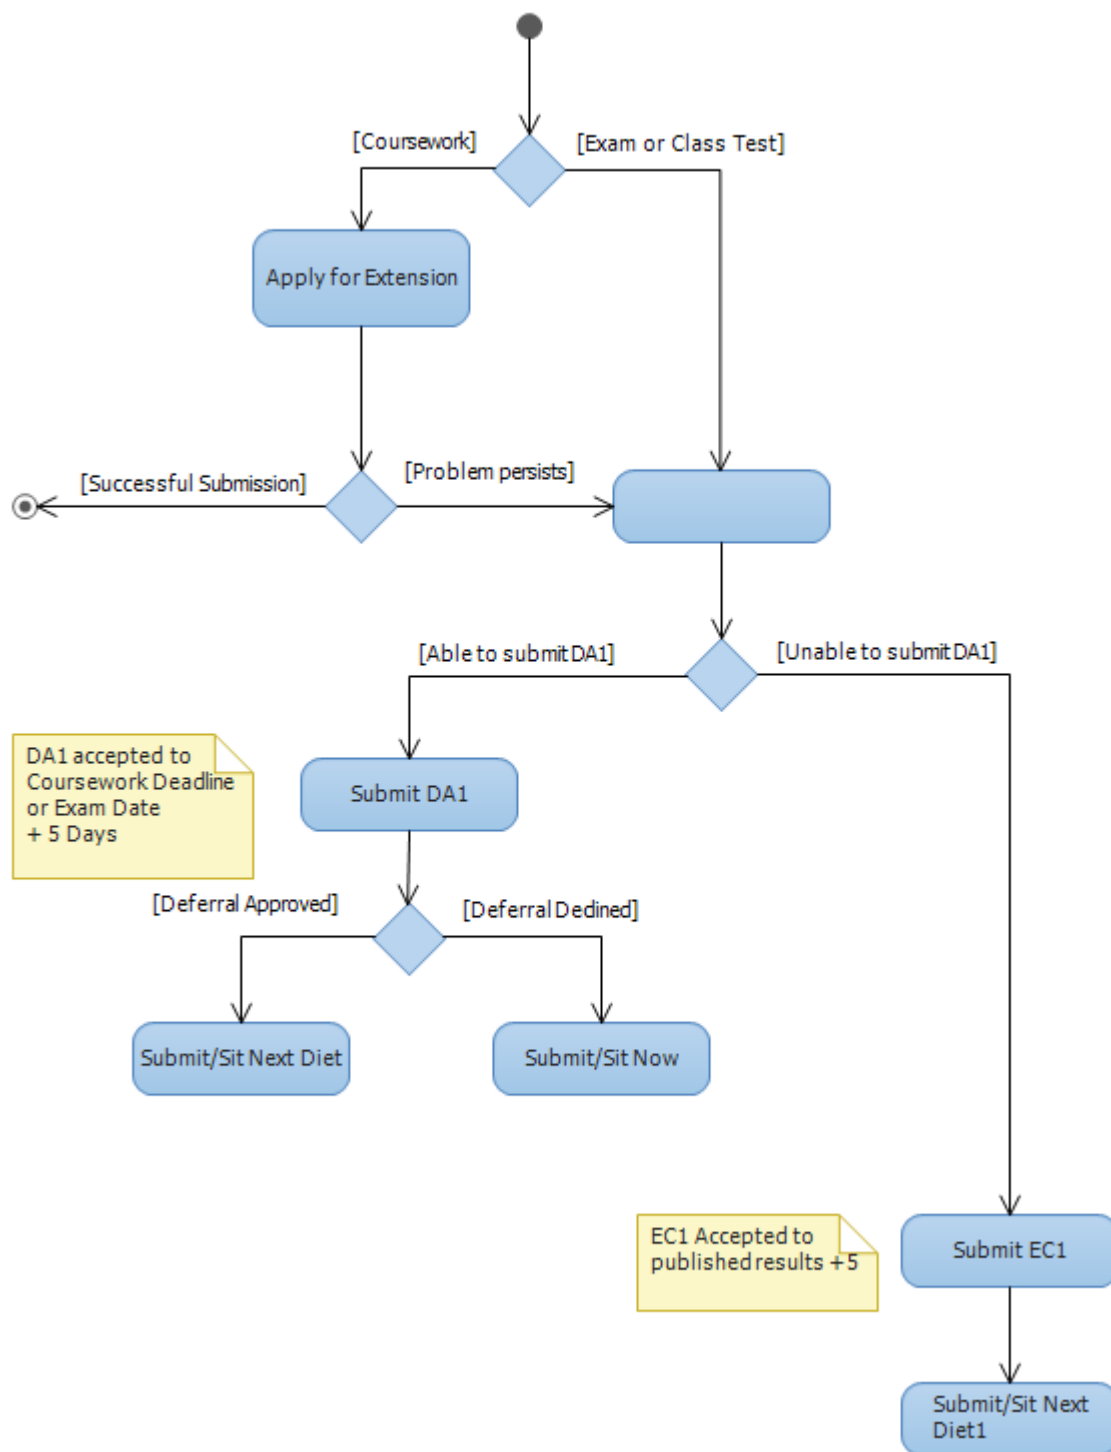 [Coursework]
[Exam or Class Test]
Apply for Extension
[Successful Submission]
[Problem persists]
[Able to submit DA1]
[Unable to submit DA1]
DA1 accepted to
Coursework Deadline
or Exam Date
+ 5 Days
Submit DA1
[Deferral Approved]
[Deferral Declined]
Submit/Sit Next Diet
Submit/Sit Now
EC1 Accepted to
published results +5
Submit EC1
Submit/Sit Next
Diet1